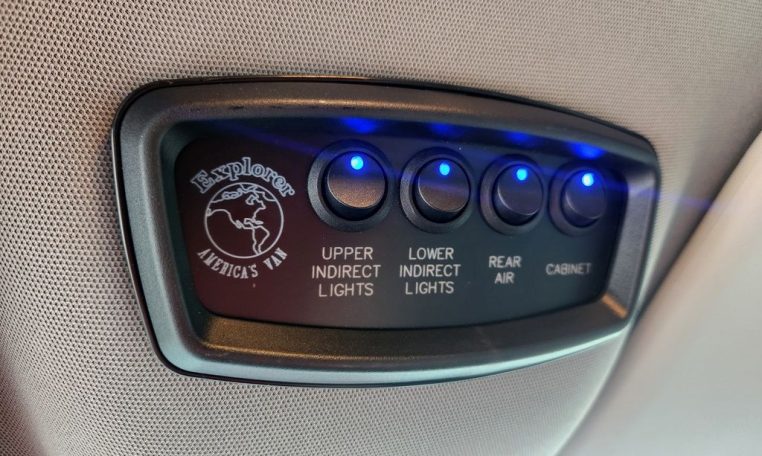 Explorer
AMERICA'S VAN
UPPER
INDIRECT
LIGHTS
LOWER
INDIRECT
LIGHTS
REAR
AIR
CABINET